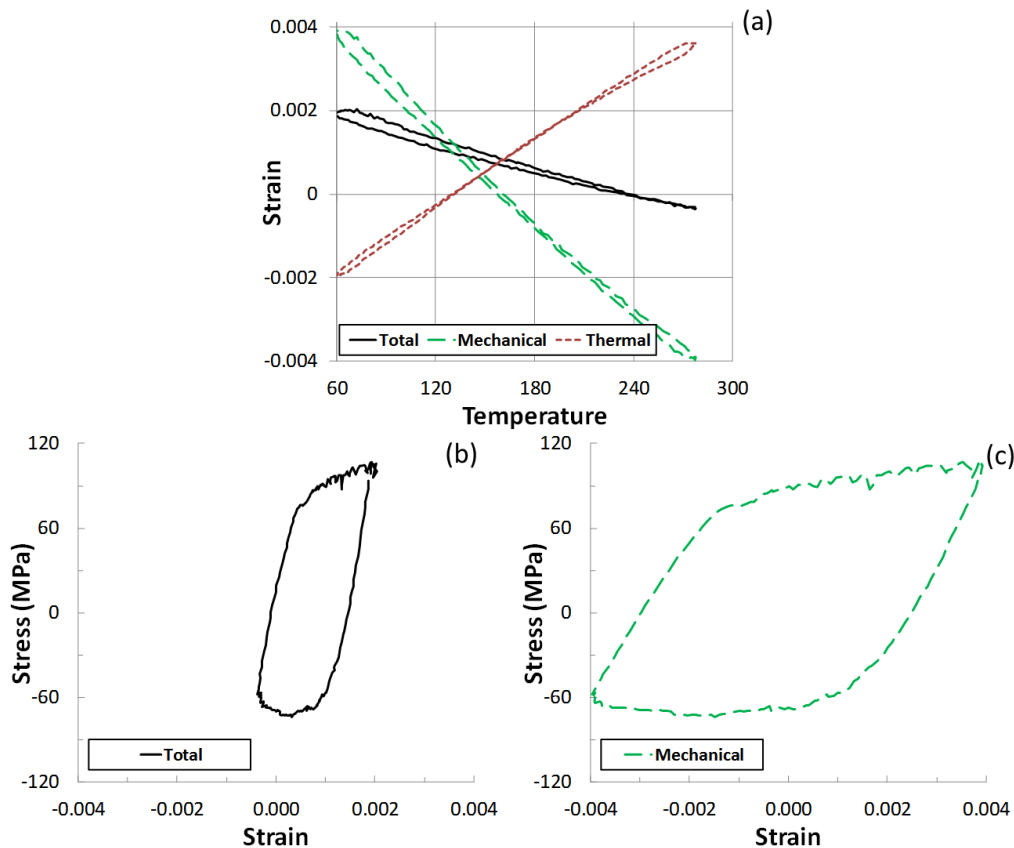 (a)
0.004
0.002
0
-0.002
-0.004
Strain
Total Mechanical Thermal
60 120 180 240 300
Temperature
(b)
120
60
0
-60
-120
Stress (MPa)
Total
-0.004 -0.002 0.000 0.002 0.004
Strain
(c)
120
60
0
-60
-120
Stress (MPa)
Mechanical
-0.004 -0.002 0.000 0.002 0.004
Strain